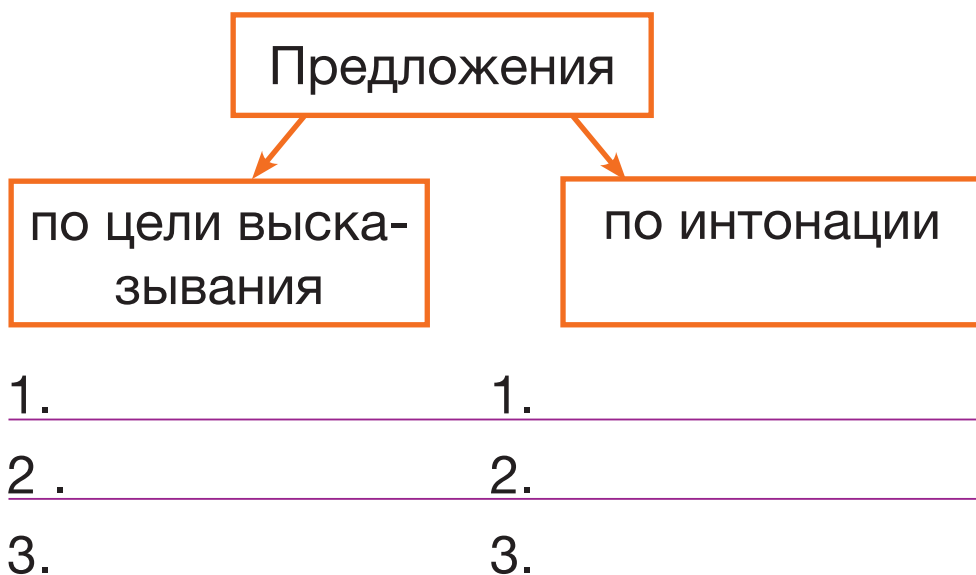 Предложения
по цели выска-
зывания
по интонации
1.
1.
2 .
2.
3.
3.